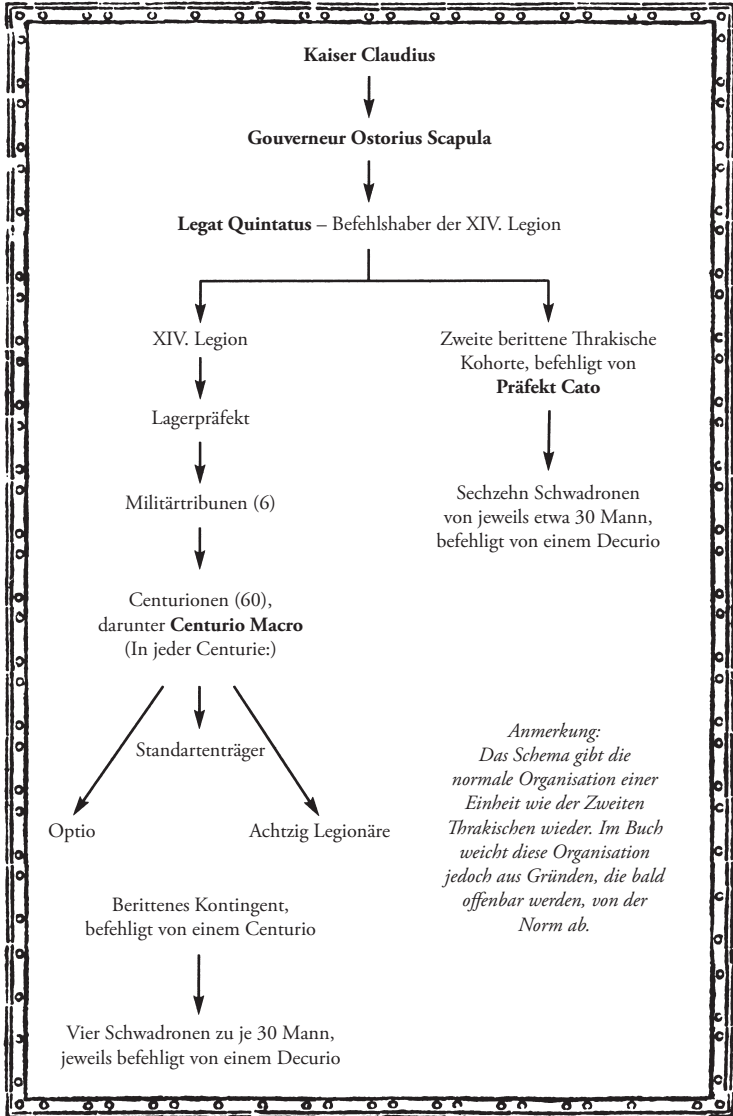 Kaiser Claudius
Gouverneur Ostorius Scapula
Legat Quintatus – Befehlshaber der XIV. Legion
XIV. Legion
Lagerpräfekt
Militärtribunen (6)
Centurionen (60),
darunter Centurio Macro
(In jeder Centurie:)
Standartenträger
Optio
Achtzig Legionäre
Berittenes Kontingent,
befehligt von einem Centurio
Vier Schwadronen zu je 30 Mann,
jeweils befehligt von einem Decurio
Zweite berittene Thrakische
Kohorte, befehligt von
Präfekt Cato
Sechzehn Schwadronen
von jeweils etwa 30 Mann,
befehligt von einem Decurio
Anmerkung:
Das Schema gibt die
normale Organisation einer
Einheit wie der Zweiten
Thrakischen wieder. Im Buch
weicht diese Organisation
jedoch aus Gründen, die bald
offenbar werden, von der
Norm ab.